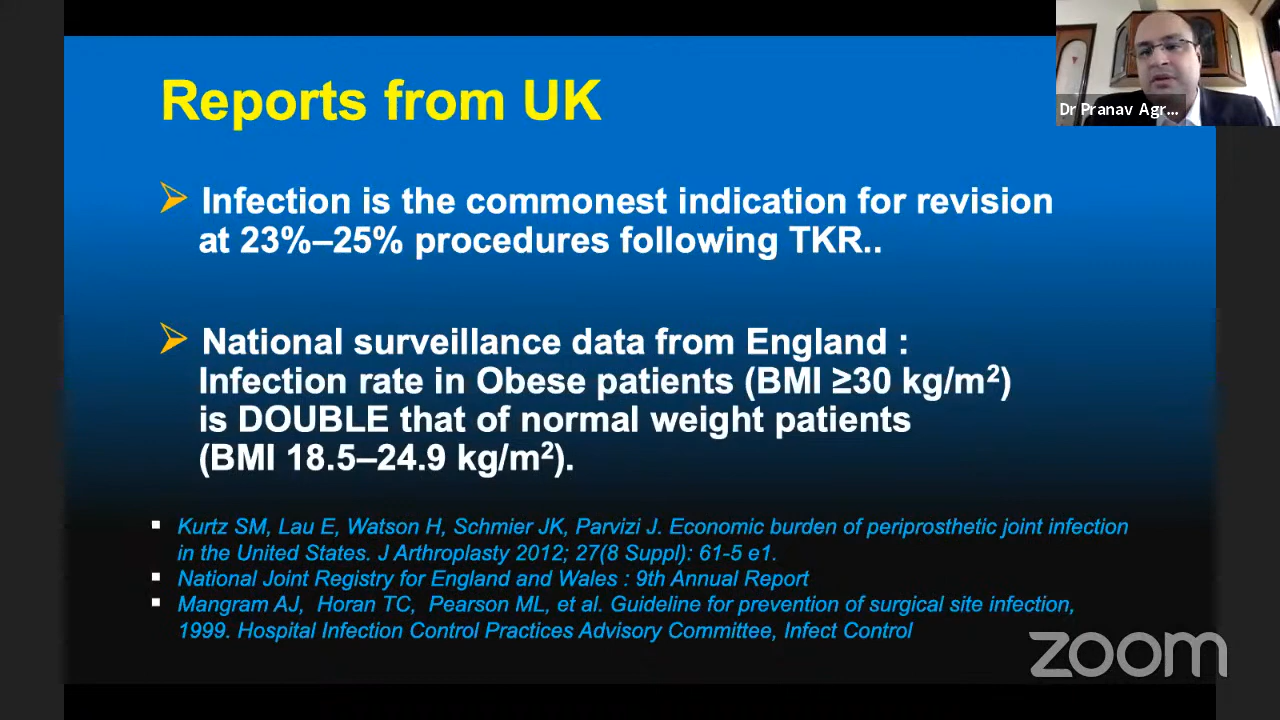 Reports from UK
Dr Pranav Agr...
Infection is the commonest indication for revision
at 23%–25% procedures following TKR..
National surveillance data from England :
Infection rate in Obese patients (BMI ≥30 kg/m²)
is DOUBLE that of normal weight patients
(BMI 18.5–24.9 kg/m²).
Kurtz SM, Lau E, Watson H, Schmier JK, Parvizi J. Economic burden of periprosthetic joint infection
in the United States. J Arthroplasty 2012; 27(8 Suppl): 61-5 e1.
National Joint Registry for England and Wales : 9th Annual Report
Mangram AJ, Horan TC, Pearson ML, et al. Guideline for prevention of surgical site infection,
1999. Hospital Infection Control Practices Advisory Committee, Infect Control
zoom